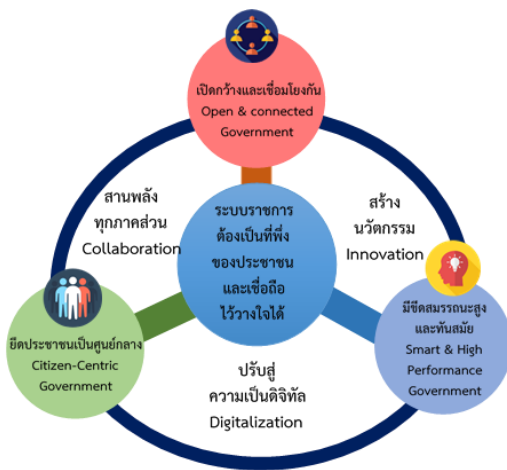 เปิดกว้างและเชื่อมโยงกัน
Open & connected
Government
สานพลัง
ทุกภาคส่วน
Collaboration
ระบบราชการ
ต้องเป็นที่พึ่ง
ของประชาชน
และเชื่อถือ
ไว้วางใจได้
สร้าง
นวัตกรรม
Innovation
ยึดประชาชนเป็นศูนย์กลาง
Citizen-Centric
Government
มีขีดสมรรถนะสูง
และทันสมัย
Smart & High
Performance
Government
ปรับสู่
ความเป็นดิจิทัล
Digitalization